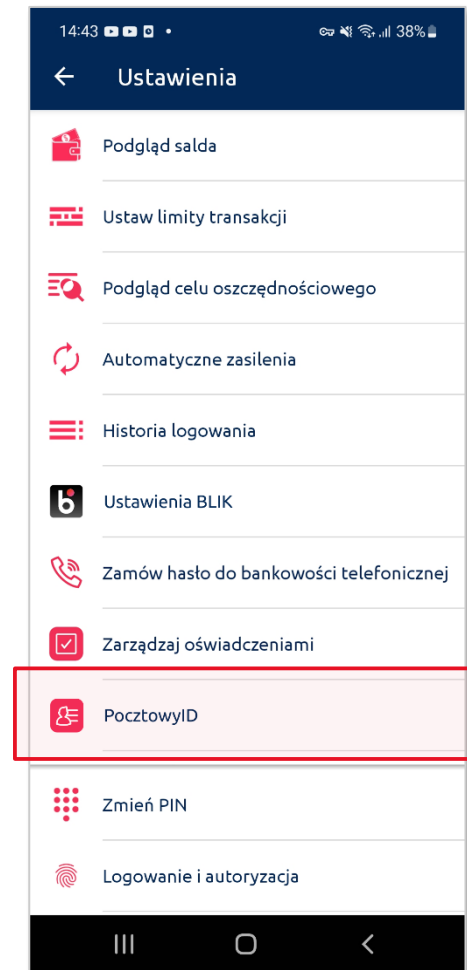 14:43 38%
Ustawienia
Podgląd salda
Ustaw limity transakcji
Podgląd celu oszczędnościowego
Automatyczne zasilenia
Historia logowania
Ustawienia BLIK
Zamów hasło do bankowości telefonicznej
Zarządzaj oświadczeniami
PocztowyID
Zmień PIN
Logowanie i autoryzacja